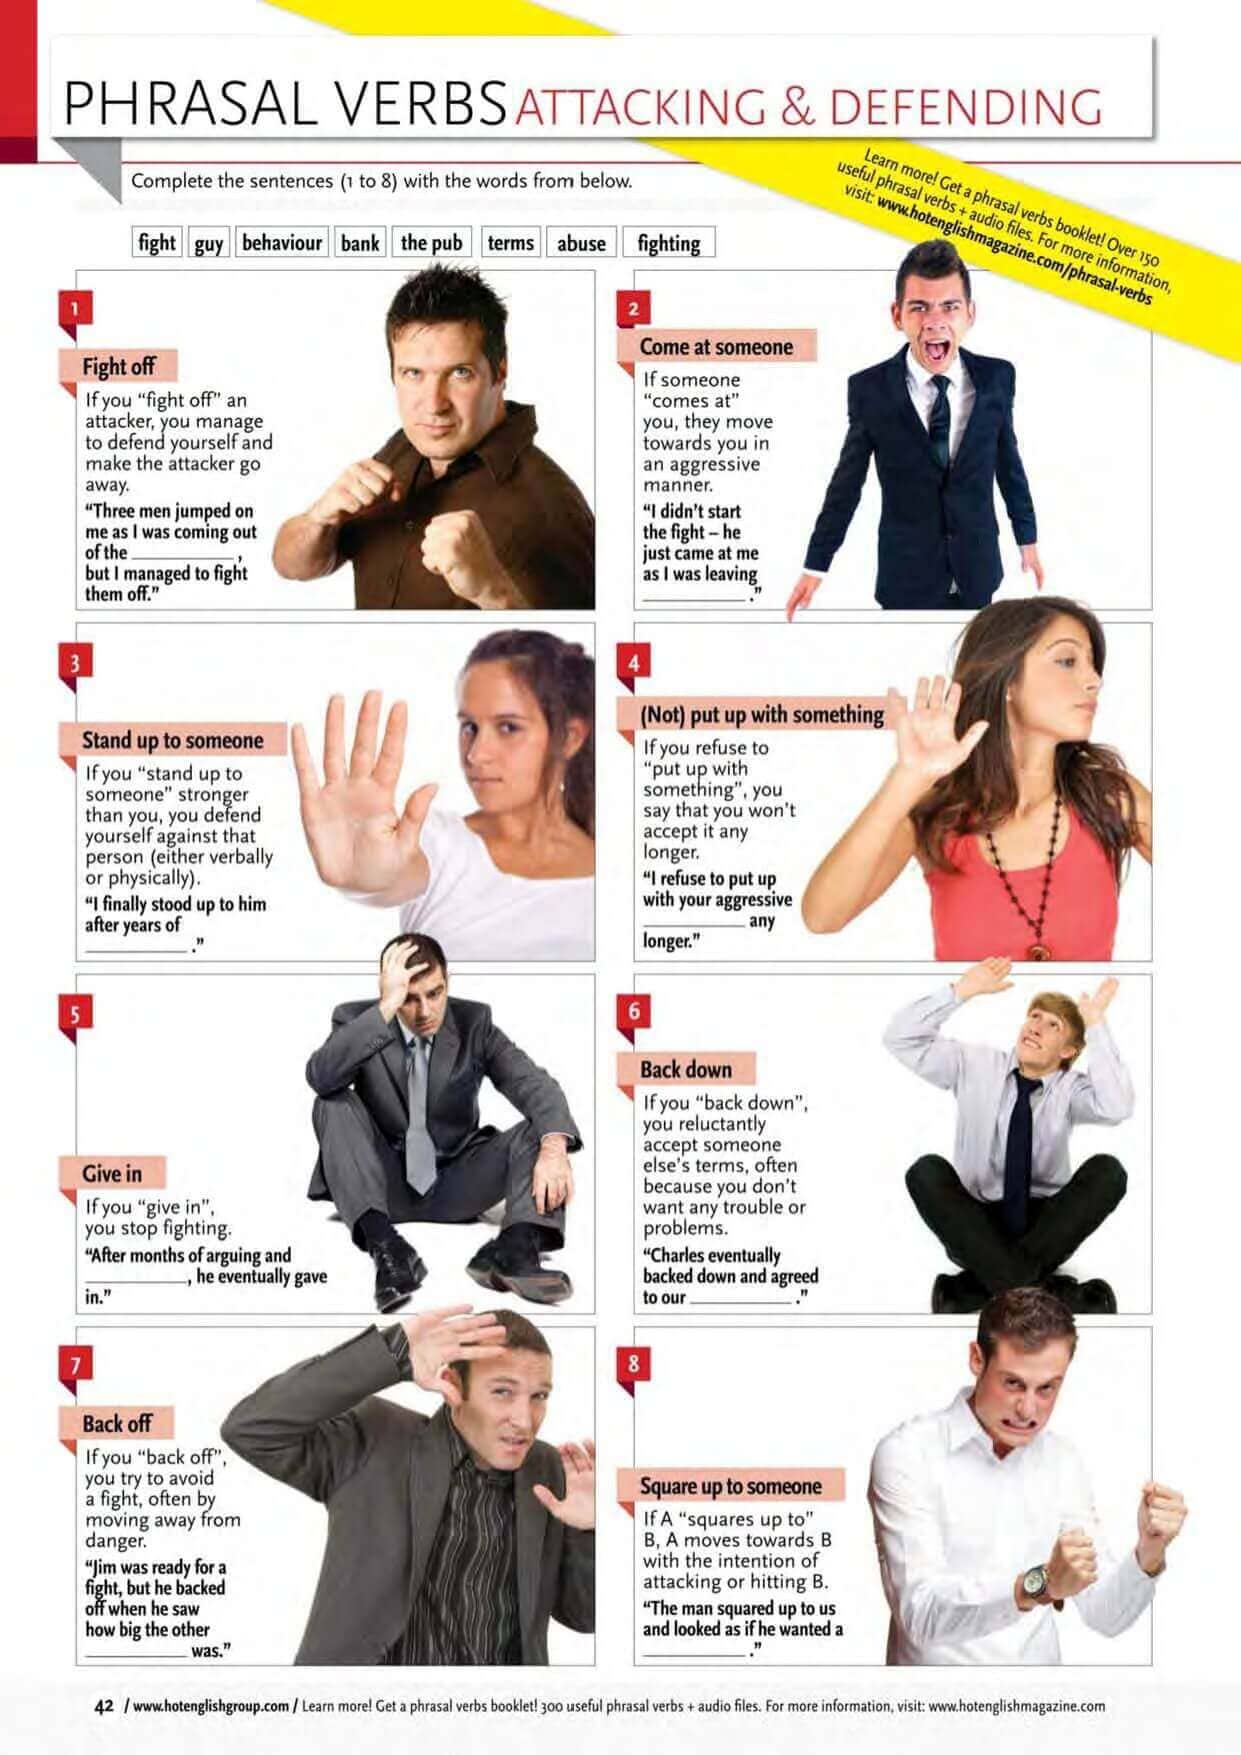 PHRASAL VERBS ATTACKING & DEFENDING
Learn more! Get a phrasal verbs booklet! Over 150
useful phrasal verbs + audio files. For more information,
visit: www.hotenglishmagazine.com/phrasal-verbs
Complete the sentences (1 to 8) with the words from below.
fight guy behaviour bank the pub terms abuse fighting
1
Fight off
If you “fight off” an
attacker, you manage
to defend yourself and
make the attacker go
away.
“Three men jumped on
me as I was coming out
of the __________ ,
but I managed to fight
them off.”
2
Come at someone
If someone
“comes at”
you, they move
towards you in
an aggressive
manner.
“I didn’t start
the fight – he
just came at me
as I was leaving
__________ .”
3
Stand up to someone
If you “stand up to
someone” stronger
than you, you defend
yourself against that
person (either verbally
or physically).
“I finally stood up to him
after years of
__________ .”
4
(Not) put up with something
If you refuse to
“put up with
something”, you
say that you won’t
accept it any
longer.
“I refuse to put up
with your aggressive
__________ any
longer.”
5
Give in
If you “give in”,
you stop fighting.
“After months of arguing and
__________, he eventually gave
in.”
6
Back down
If you “back down”,
you reluctantly
accept someone
else’s terms, often
because you don’t
want any trouble or
problems.
“Charles eventually
backed down and agreed
to our __________ .”
7
Back off
If you “back off”,
you try to avoid
a fight, often by
moving away from
danger.
“Jim was ready for a
fight, but he backed
off when he saw
how big the other
__________ was.”
8
Square up to someone
If A “squares up to”
B, A moves towards B
with the intention of
attacking or hitting B.
“The man squared up to us
and looked as if he wanted a
__________ .”
42 / www.hotenglishgroup.com / Learn more! Get a phrasal verbs booklet! 300 useful phrasal verbs + audio files. For more information, visit: www.hotenglishmagazine.com